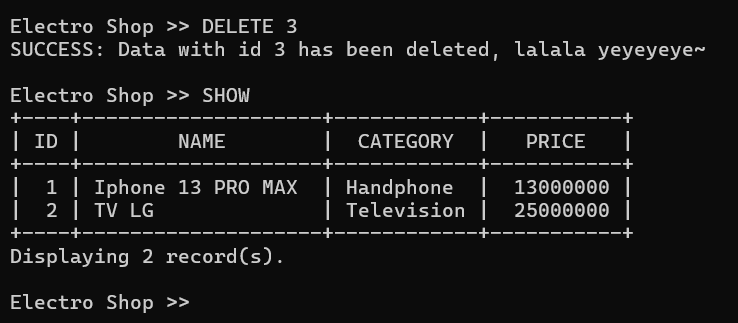 Electro Shop >> DELETE 3
SUCCESS: Data with id 3 has been deleted, lalala yeyeyeye~
Electro Shop >> SHOW
+----+--------------------+------------+-----------+
| ID |        NAME        |  CATEGORY  |   PRICE   |
+----+--------------------+------------+-----------+
|  1 | Iphone 13 PRO MAX  | Handphone  |  13000000 |
|  2 | TV LG              | Television |  25000000 |
+----+--------------------+------------+-----------+
Displaying 2 record(s).
Electro Shop >>